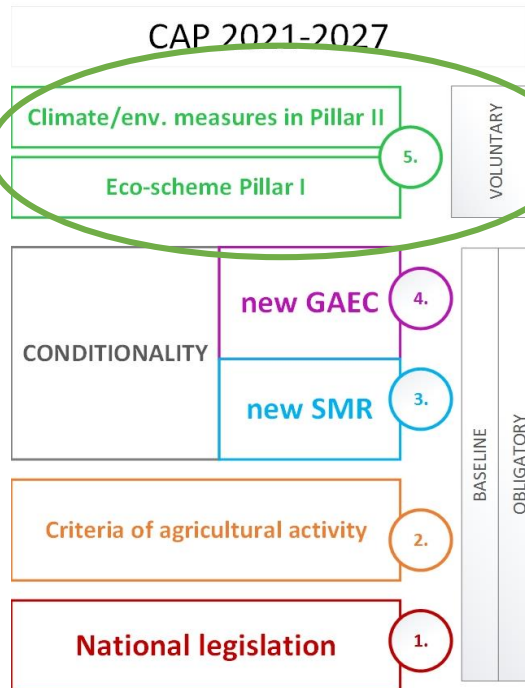 CAP 2021-2027
Climate/env. measures in Pillar II
5.
Eco-scheme Pillar I
VOLUNTARY
CONDITIONALITY
new GAEC
4.
new SMR
3.
BASELINE
OBLIGATORY
Criteria of agricultural activity
2.
National legislation
1.